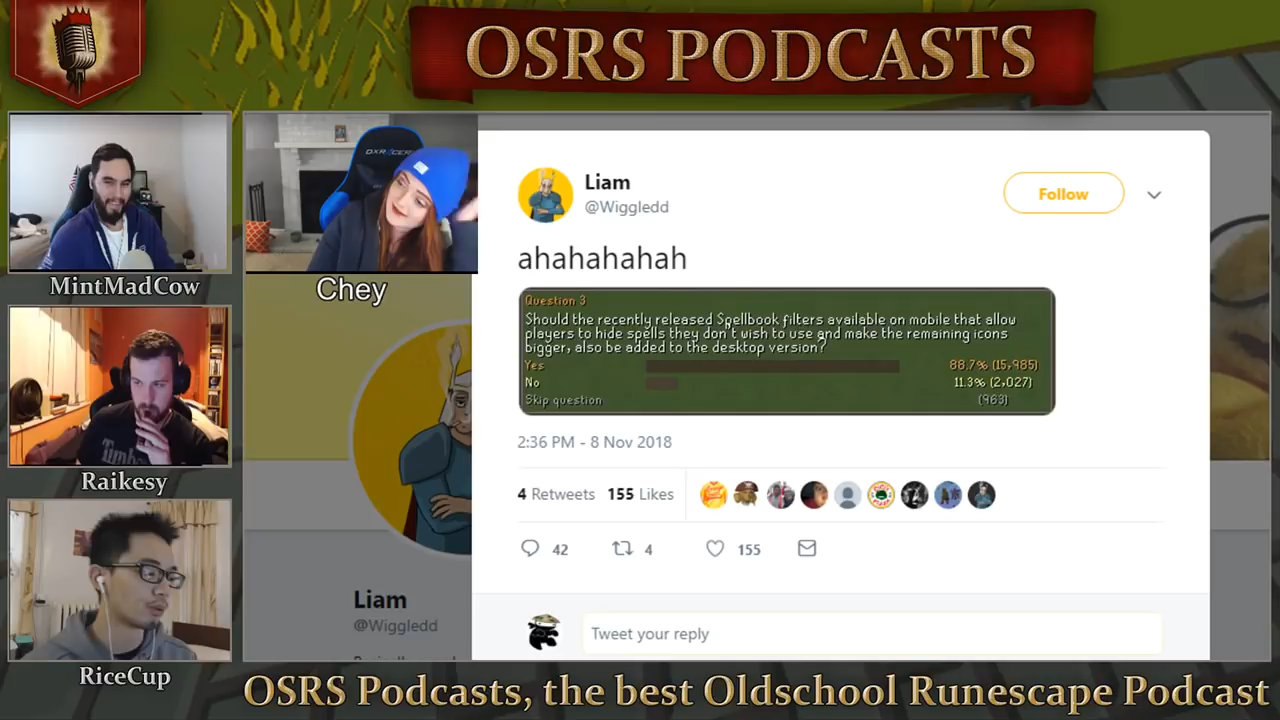 OSRS PODCASTS
MintMadCow
DXRACER
Chey
Raikesy
RiceCup
Liam
@Wiggledd
Follow
ahahahahah
Question 3
Should the recently released Spellbook filters available on mobile that allow
players to hide spells they don't wish to use and make the remaining icons
bigger, also be added to the desktop version?
Yes 88.7% (15,985)
No 11.3% (2,027)
Skip question (963)
2:36 PM - 8 Nov 2018
4 Retweets 155 Likes
42 4 155
Tweet your reply
Liam
@Wiggledd
OSRS Podcasts, the best Oldschool Runescape Podcast